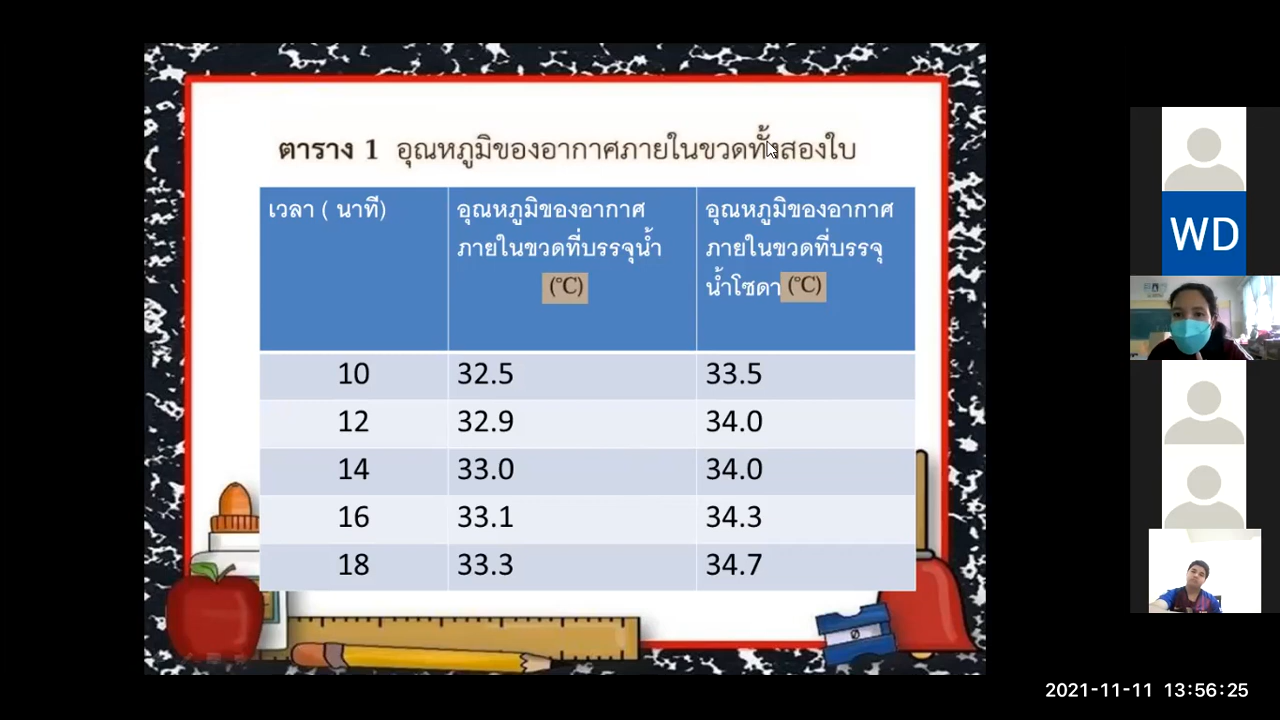 ตาราง 1 อุณหภูมิของอากาศภายในขวดทั้งสองใบ
เวลา ( นาที)
อุณหภูมิของอากาศ
ภายในขวดที่บรรจุน้ำ
(°C)
อุณหภูมิของอากาศ
ภายในขวดที่บรรจุ
น้ำโซดา (°C)
10 32.5 33.5
12 32.9 34.0
14 33.0 34.0
16 33.1 34.3
18 33.3 34.7
WD
2021-11-11 13:56:25